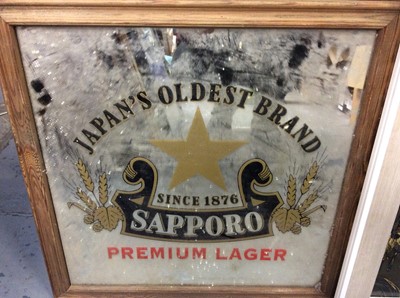 JAPAN'S OLDEST BRAND
SINCE 1876
SAPPORO
PREMIUM LAGER